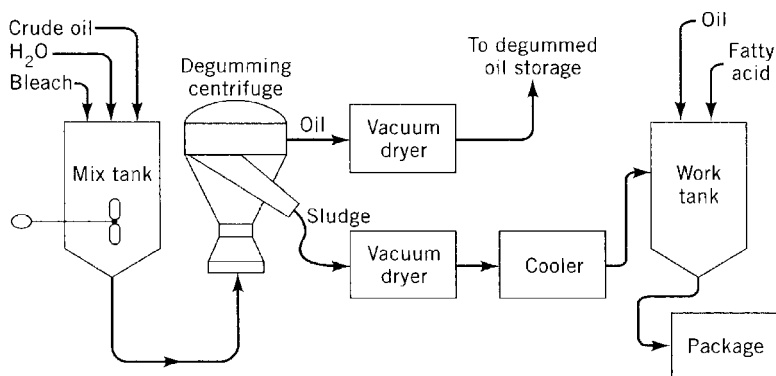 Crude oil
H₂O
Bleach
Mix tank
Degumming
centrifuge
Oil
Vacuum
dryer
To degummed
oil storage
Sludge
Vacuum
dryer
Cooler
Oil
Fatty
acid
Work
tank
Package